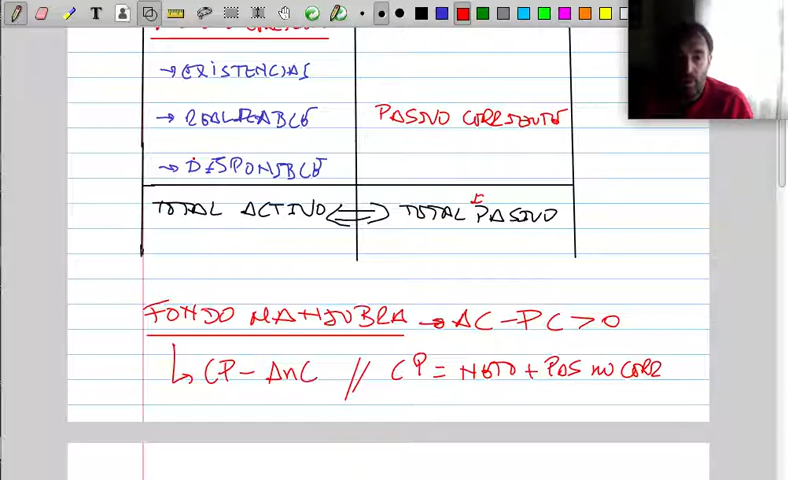 → EXISTENCIAS
→ REALIZABLE
PASIVO CORRIENTE
→ DISPONIBLE
TOTAL ACTIVO ⟺ TOTAL PASIVO
FONDO MANIOBRA → AC - PC > 0
↳ CP - AnC // CP = NETO + PAS NO CORR